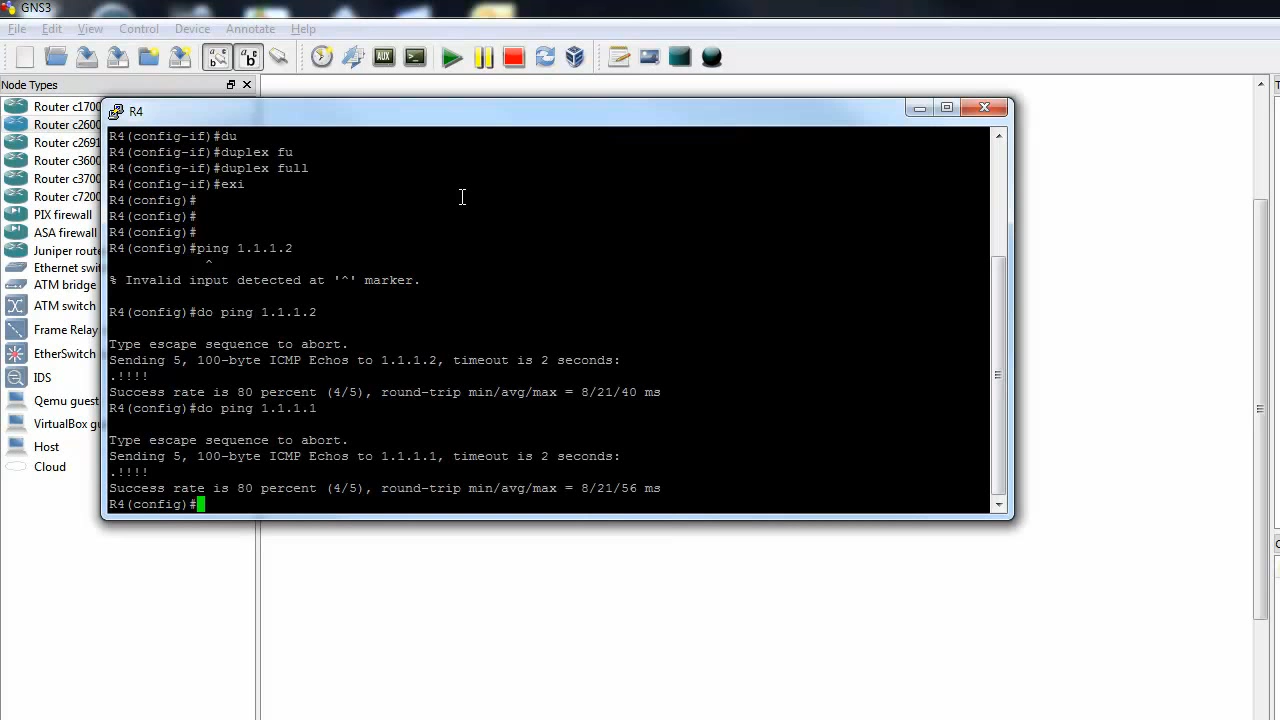 GNS3
File Edit View Control Device Annotate Help
Node Types
Router c1700
Router c2600
Router c2691
Router c3600
Router c3700
Router c7200
PIX firewall
ASA firewall
Juniper route
Ethernet swi
ATM bridge
ATM switch
Frame Relay
EtherSwitch
IDS
Qemu guest
VirtualBox gu
Host
Cloud
R4
R4(config-if)#du
R4(config-if)#duplex fu
R4(config-if)#duplex full
R4(config-if)#exi
R4(config)#
R4(config)#
R4(config)#
R4(config)#ping 1.1.1.2
^
% Invalid input detected at '^' marker.
R4(config)#do ping 1.1.1.2
Type escape sequence to abort.
Sending 5, 100-byte ICMP Echos to 1.1.1.2, timeout is 2 seconds:
.!!!!
Success rate is 80 percent (4/5), round-trip min/avg/max = 8/21/40 ms
R4(config)#do ping 1.1.1.1
Type escape sequence to abort.
Sending 5, 100-byte ICMP Echos to 1.1.1.1, timeout is 2 seconds:
.!!!!
Success rate is 80 percent (4/5), round-trip min/avg/max = 8/21/56 ms
R4(config)#